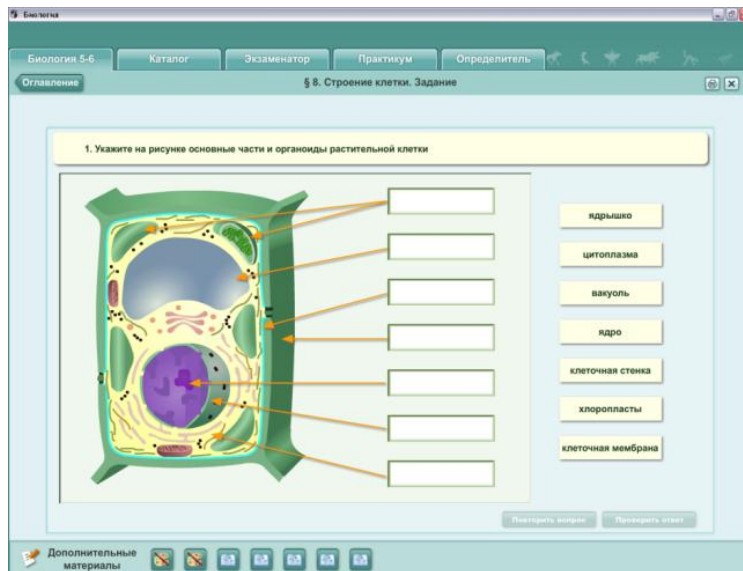 Биология
Биология 5-6
Каталог
Экзаменатор
Практикум
Определитель
Оглавление
§ 8. Строение клетки. Задание
1. Укажите на рисунке основные части и органоиды растительной клетки
ядрышко
цитоплазма
вакуоль
ядро
клеточная стенка
хлоропласты
клеточная мембрана
Повторить вопрос
Проверить ответ
Дополнительные
материалы